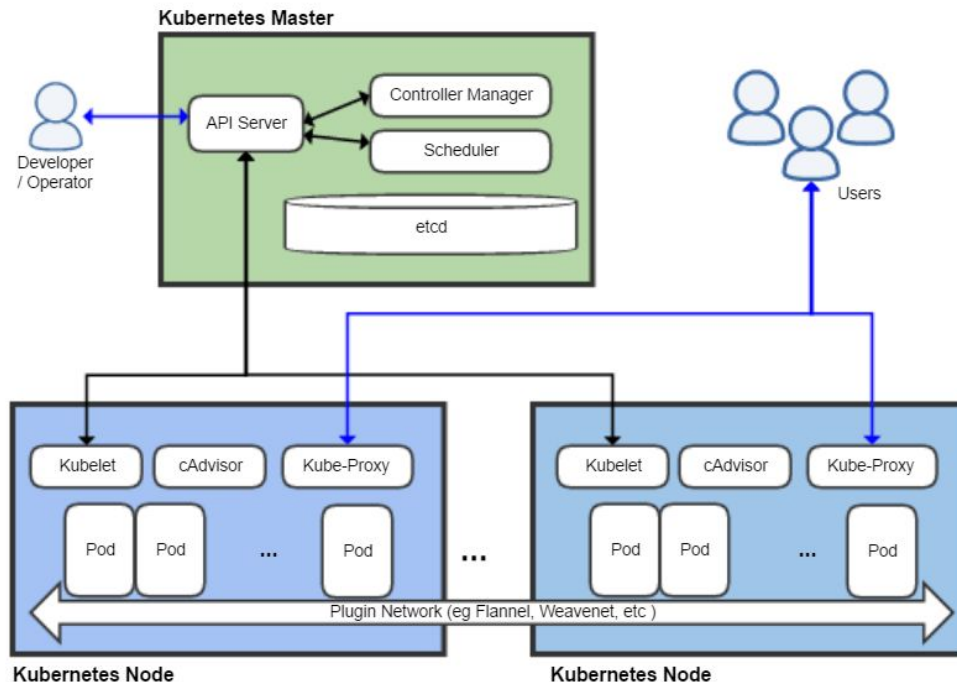 Kubernetes Master
API Server
Controller Manager
Scheduler
etcd
Developer
/ Operator
Users
Kubelet
cAdvisor
Kube-Proxy
Pod
Pod
...
Pod
...
Kubelet
cAdvisor
Kube-Proxy
Pod
Pod
...
Pod
Plugin Network (eg Flannel, Weavenet, etc )
Kubernetes Node
Kubernetes Node